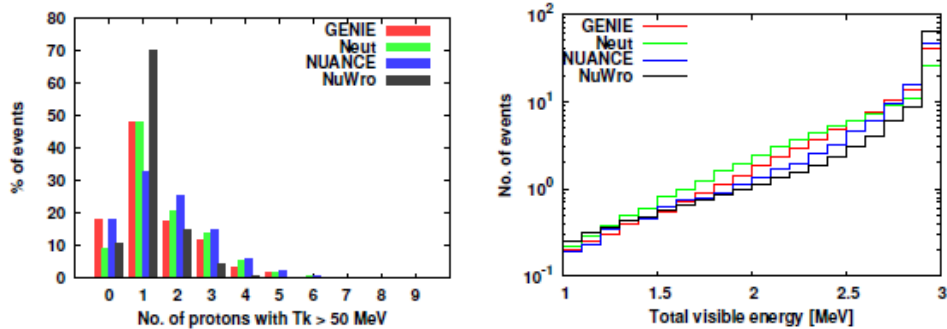 80
70
60
50
40
30
20
10
0
% of events
GENIE
Neut
NUANCE
NuWro
0 1 2 3 4 5 6 7 8 9
No. of protons with Tk > 50 MeV
10^2
10^1
10^0
10^-1
No. of events
GENIE
Neut
NUANCE
NuWro
1 1.5 2 2.5 3
Total visible energy [MeV]